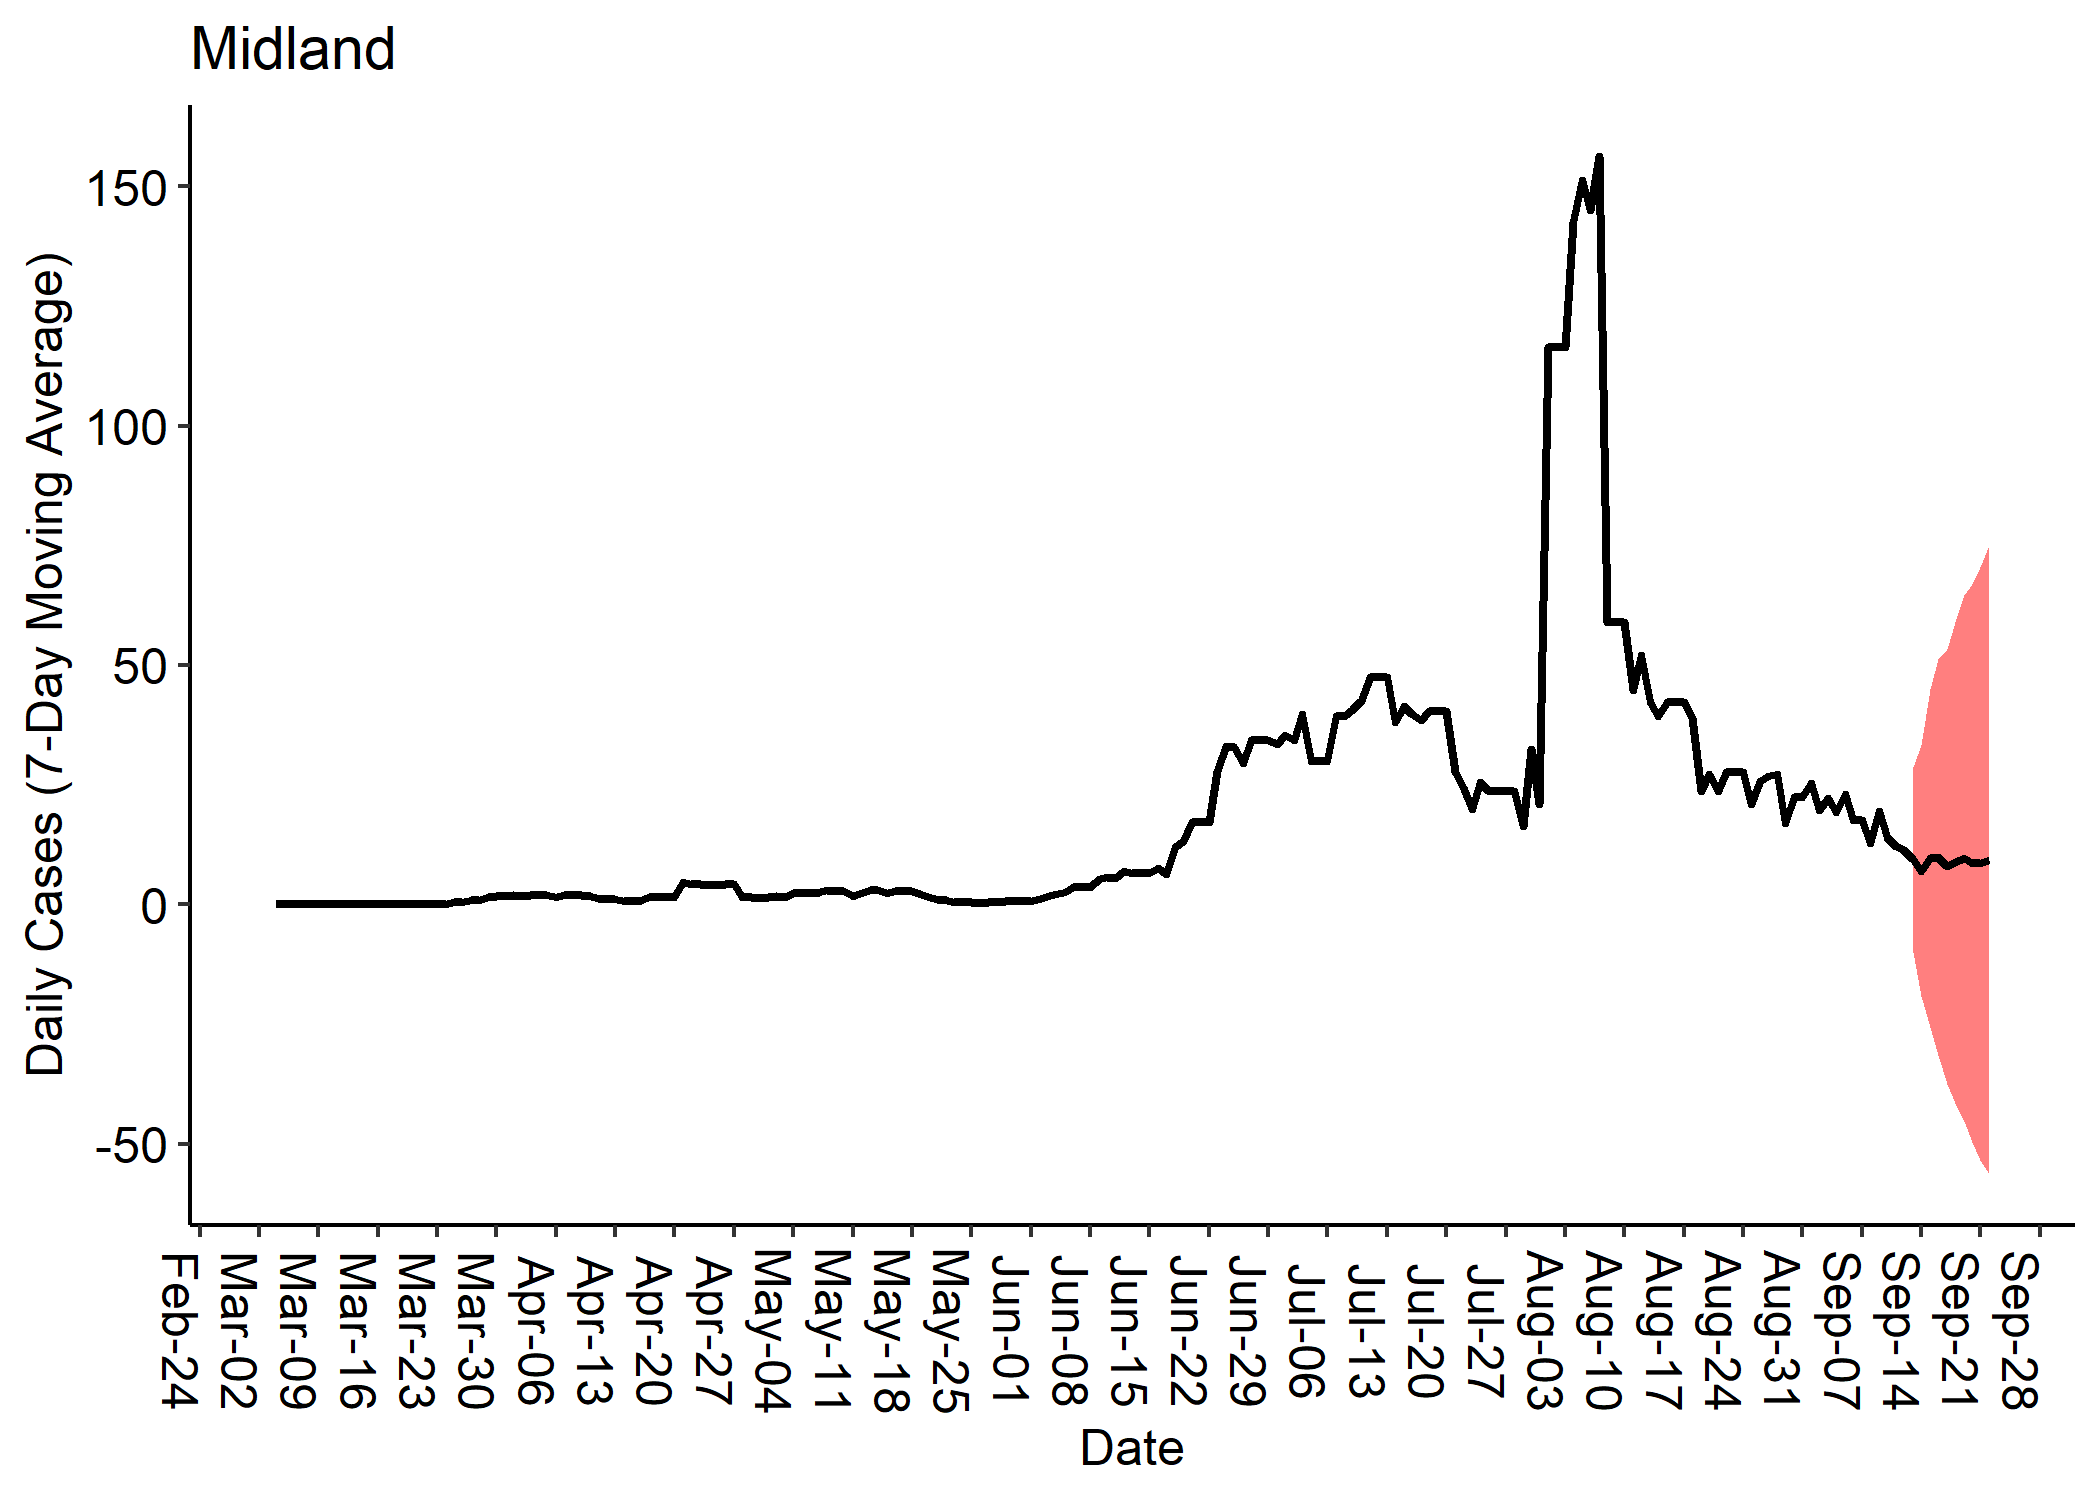 Midland
Daily Cases (7-Day Moving Average)
150
100
50
0
-50
Feb-24
Mar-02
Mar-09
Mar-16
Mar-23
Mar-30
Apr-06
Apr-13
Apr-20
Apr-27
May-04
May-11
May-18
May-25
Jun-01
Jun-08
Jun-15
Jun-22
Jun-29
Jul-06
Jul-13
Jul-20
Jul-27
Aug-03
Aug-10
Aug-17
Aug-24
Aug-31
Sep-07
Sep-14
Sep-21
Sep-28
Date